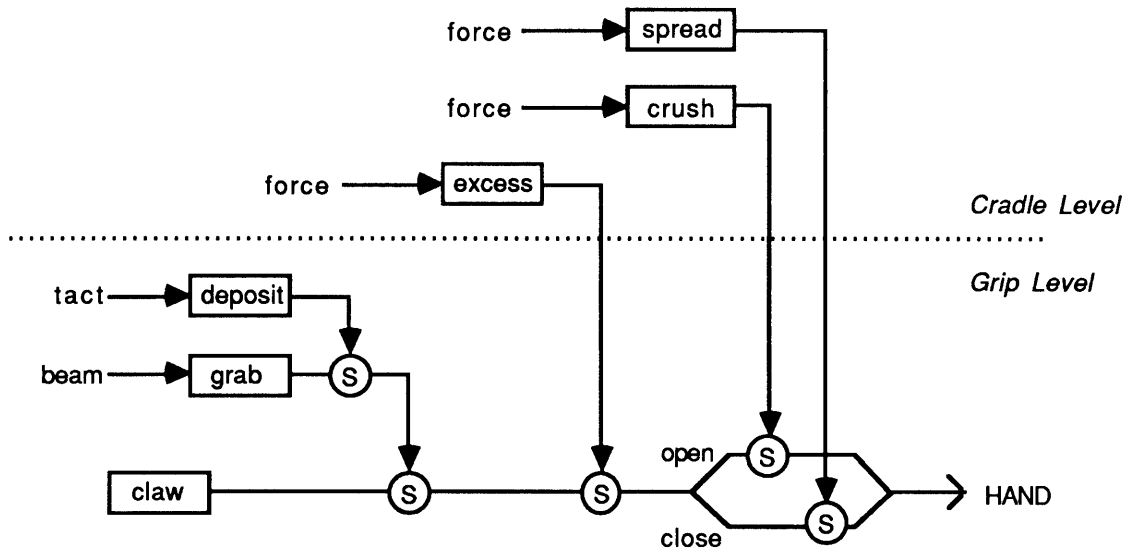 force spread
force crush
force excess
Cradle Level
Grip Level
tact deposit
beam grab S
open S
claw S S HAND
S
close